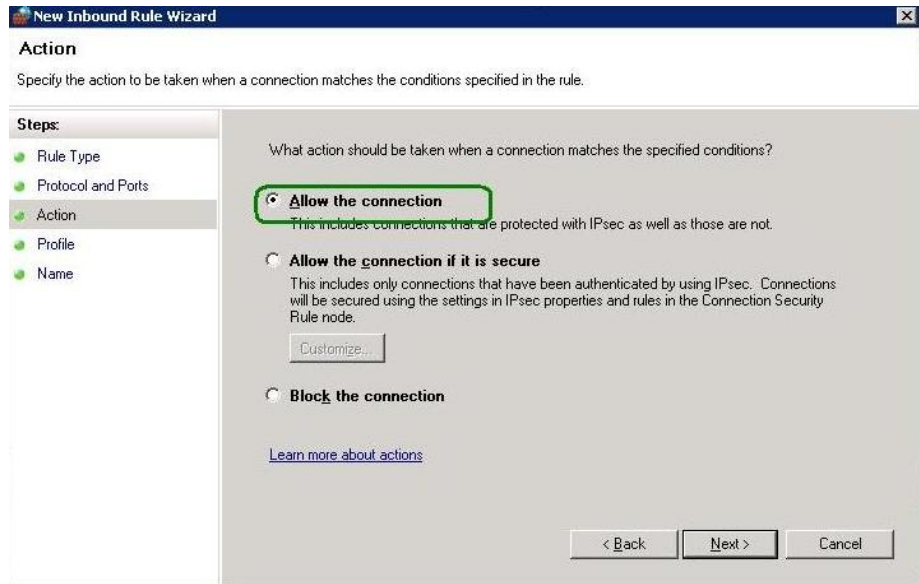 New Inbound Rule Wizard
Action
Specify the action to be taken when a connection matches the conditions specified in the rule.
Steps:
Rule Type
Protocol and Ports
Action
Profile
Name
What action should be taken when a connection matches the specified conditions?
Allow the connection
This includes connections that are protected with IPsec as well as those are not.
Allow the connection if it is secure
This includes only connections that have been authenticated by using IPsec. Connections
will be secured using the settings in IPsec properties and rules in the Connection Security
Rule node.
Customize...
Block the connection
Learn more about actions
< Back
Next >
Cancel